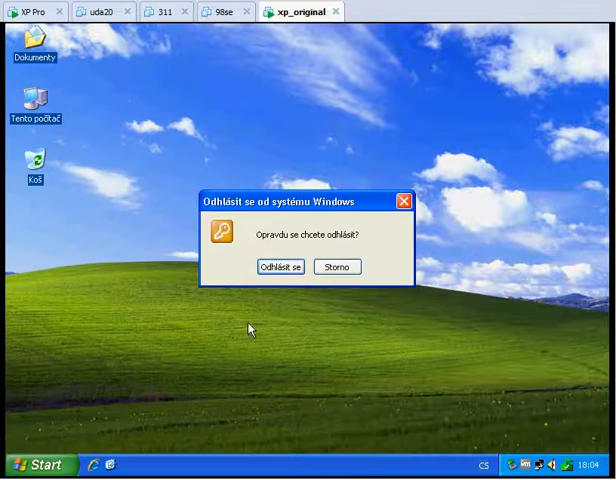 XP Pro
uda20
311
98se
xp_original
Dokumenty
Tento počítač
Koš
Odhlásit se od systému Windows
Opravdu se chcete odhlásit?
Odhlásit se
Storno
Start
CS
18:04